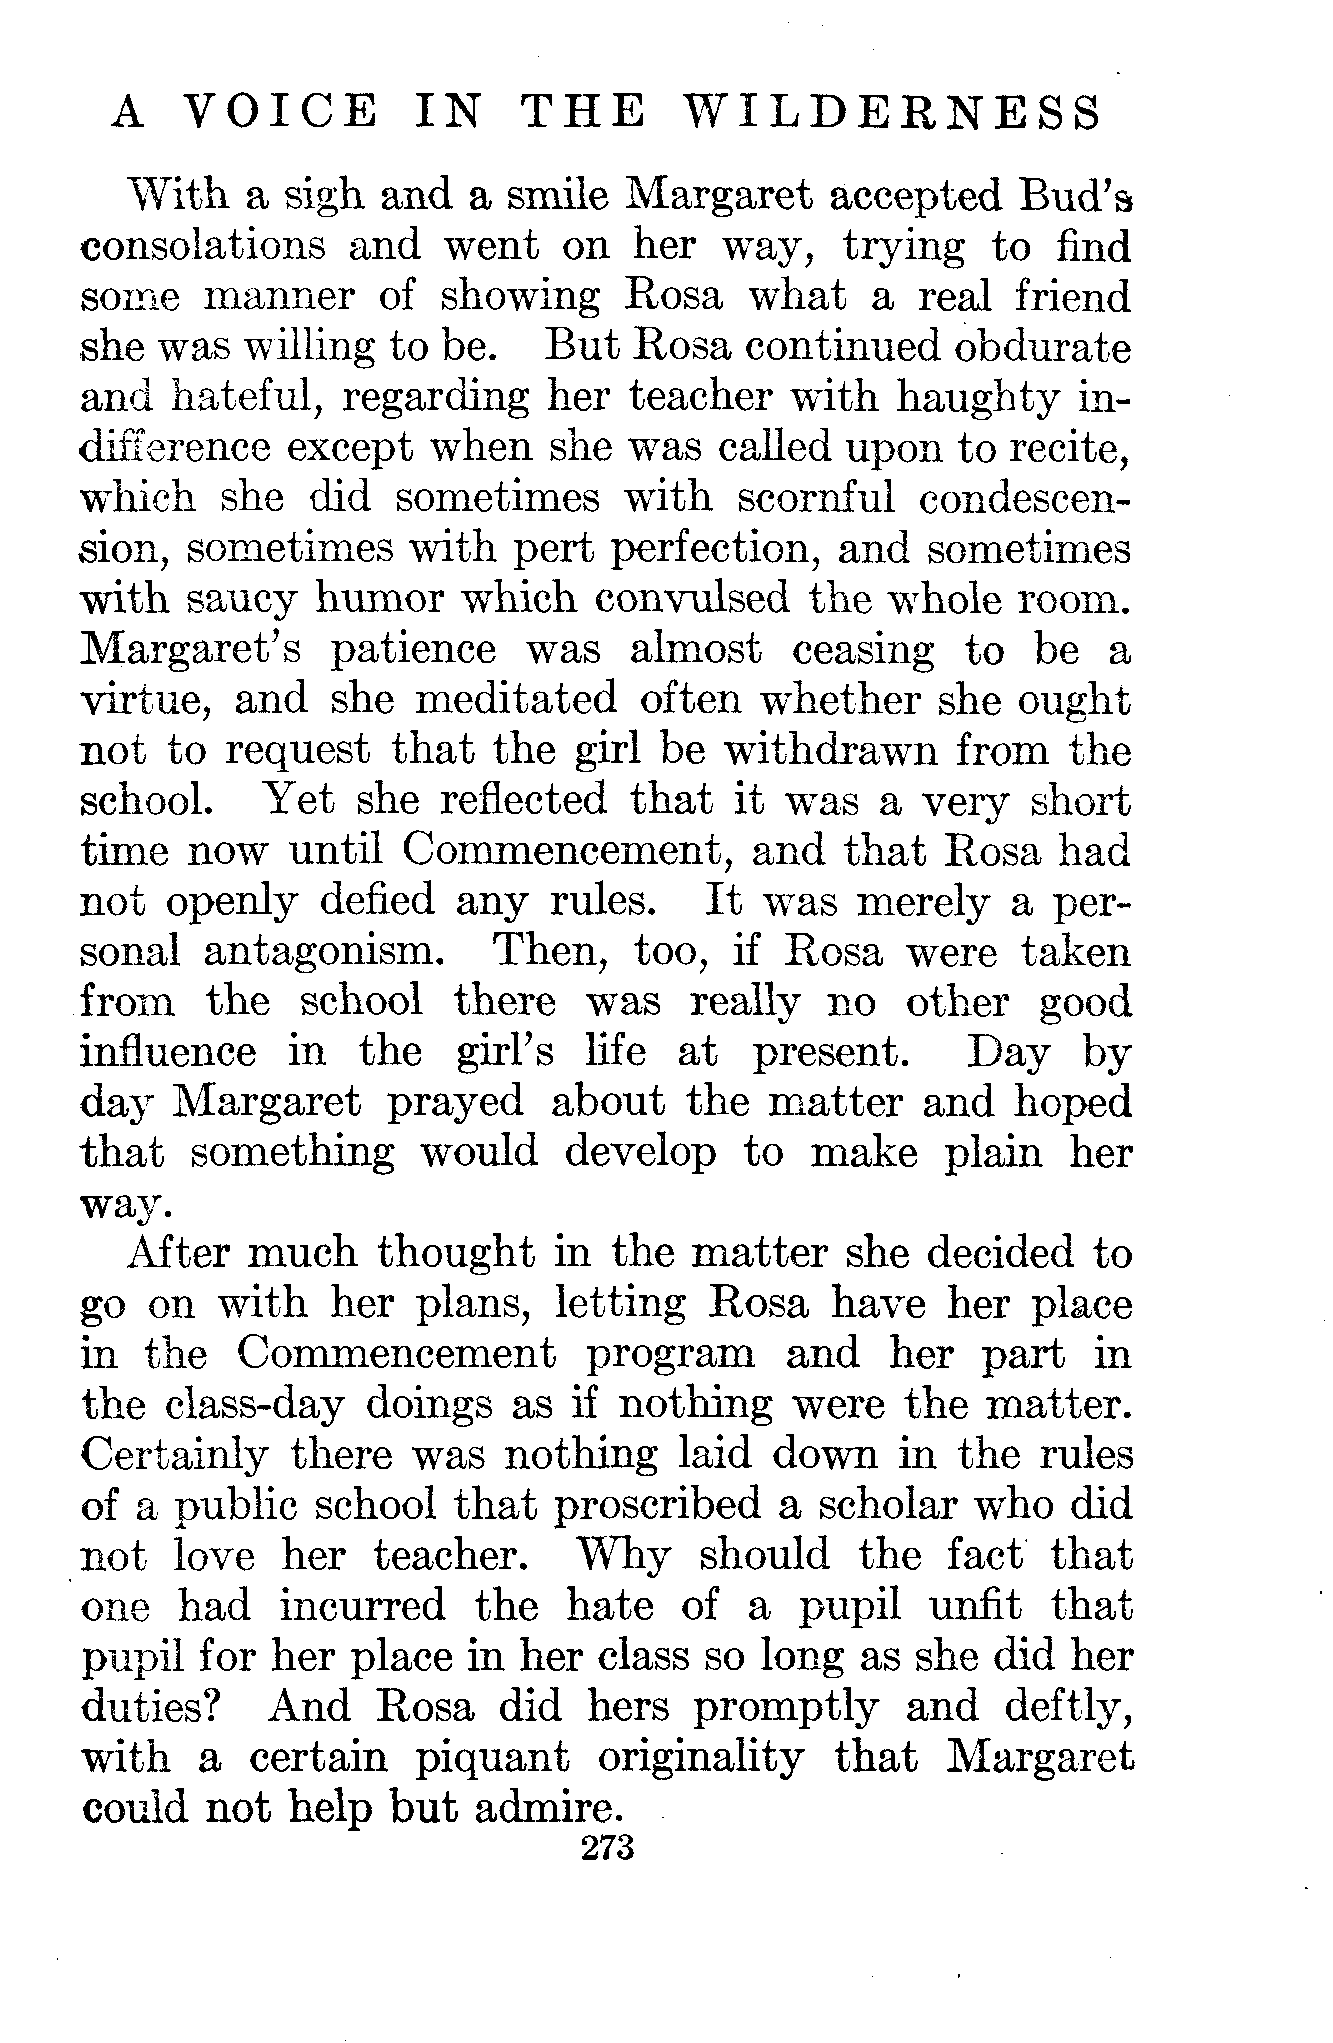 A VOICE IN THE WILDERNESS
With a sigh and a smile Margaret accepted Bud's
consolations and went on her way, trying to find
some manner of showing Rosa what a real friend
she was willing to be. But Rosa continued obdurate
and hateful, regarding her teacher with haughty in-
difference except when she was called upon to recite,
which she did sometimes with scornful condescen-
sion, sometimes with pert perfection, and sometimes
with saucy humor which convulsed the whole room.
Margaret's patience was almost ceasing to be a
virtue, and she meditated often whether she ought
not to request that the girl be withdrawn from the
school. Yet she reflected that it was a very short
time now until Commencement, and that Rosa had
not openly defied any rules. It was merely a per-
sonal antagonism. Then, too, if Rosa were taken
from the school there was really no other good
influence in the girl's life at present. Day by
day Margaret prayed about the matter and hoped
that something would develop to make plain her
way.
After much thought in the matter she decided to
go on with her plans, letting Rosa have her place
in the Commencement program and her part in
the class-day doings as if nothing were the matter.
Certainly there was nothing laid down in the rules
of a public school that proscribed a scholar who did
not love her teacher. Why should the fact that
one had incurred the hate of a pupil unfit that
pupil for her place in her class so long as she did her
duties? And Rosa did hers promptly and deftly,
with a certain piquant originality that Margaret
could not help but admire.
273